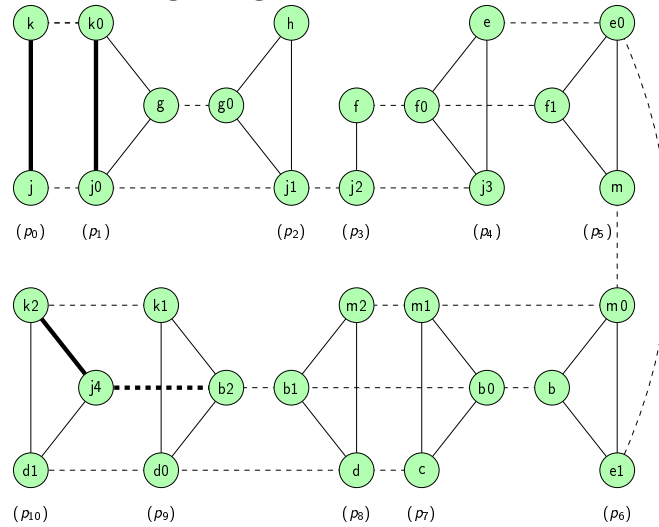 k k0 h e e0
g g0 f f0 f1
j j0 j1 j2 j3 m
(p0) (p1) (p2) (p3) (p4) (p5)
k2 k1 m2 m1 m0
j4 b2 b1 b0 b
d1 d0 d c e1
(p10) (p9) (p8) (p7) (p6)